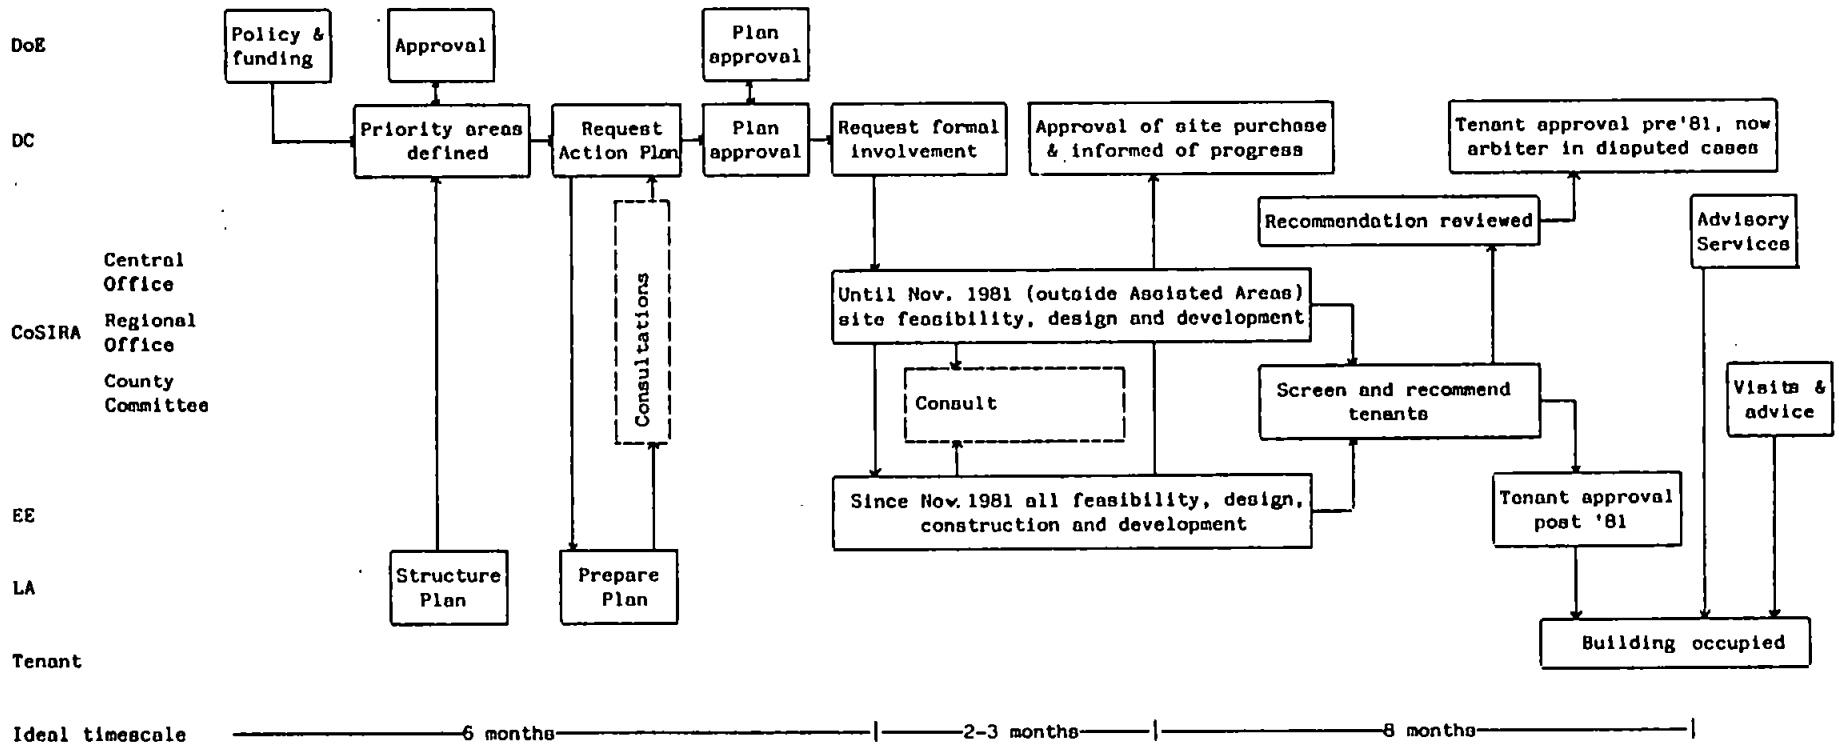 DoE
Policy &
funding
Approval
Plan
approval
DC
Priority areas
defined
Request
Action Plan
Plan
approval
Request formal
involvement
Approval of site purchase
& informed of progress
Tenant approval pre'81, now
arbiter in disputed cases
Recommendation reviewed
Advisory
Services
CoSIRA
Central
Office
Regional
Office
County
Committee
Consultations
Until Nov. 1981 (outside Assisted Areas)
site feasibility, design and development
Consult
Screen and recommend
tenants
Visits &
advice
EE
Since Nov. 1981 all feasibility, design,
construction and development
Tenant approval
post '81
LA
Structure
Plan
Prepare
Plan
Tenant
Building occupied
Ideal timescale
6 months
2-3 months
8 months